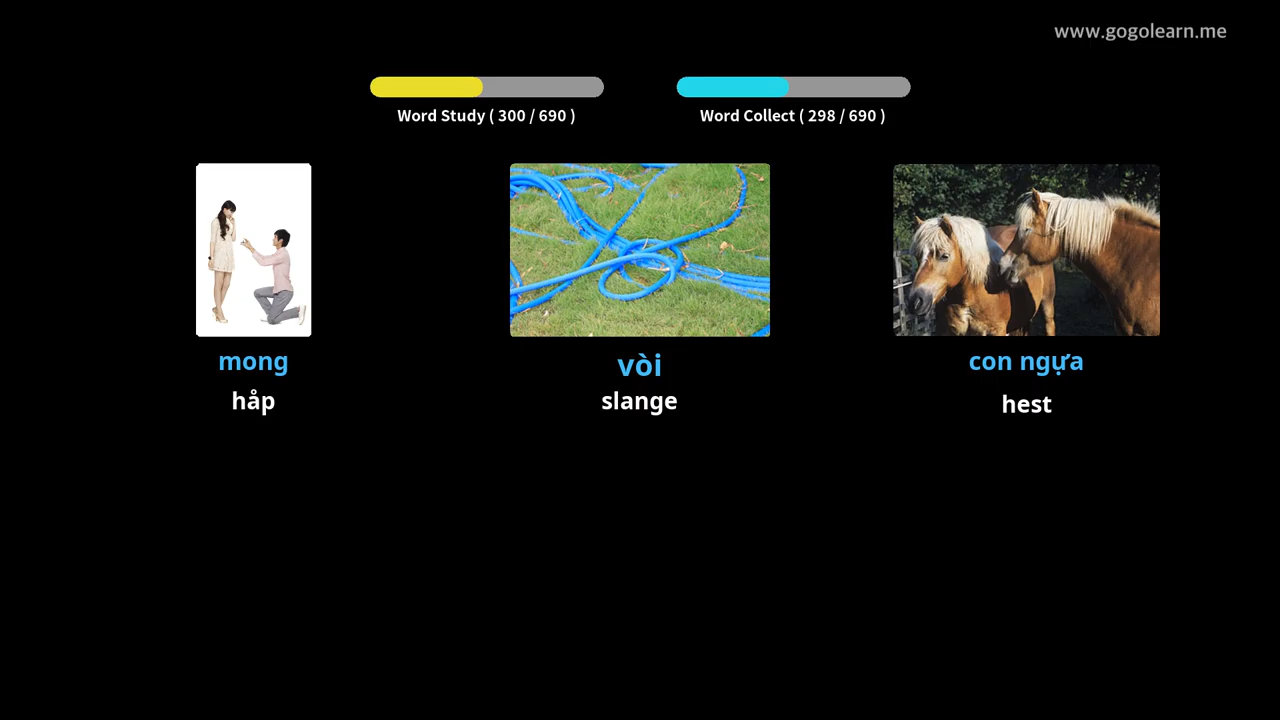 www.gogolearn.me
Word Study ( 300 / 690 )
Word Collect ( 298 / 690 )
mong
håp
vòi
slange
con ngựa
hest